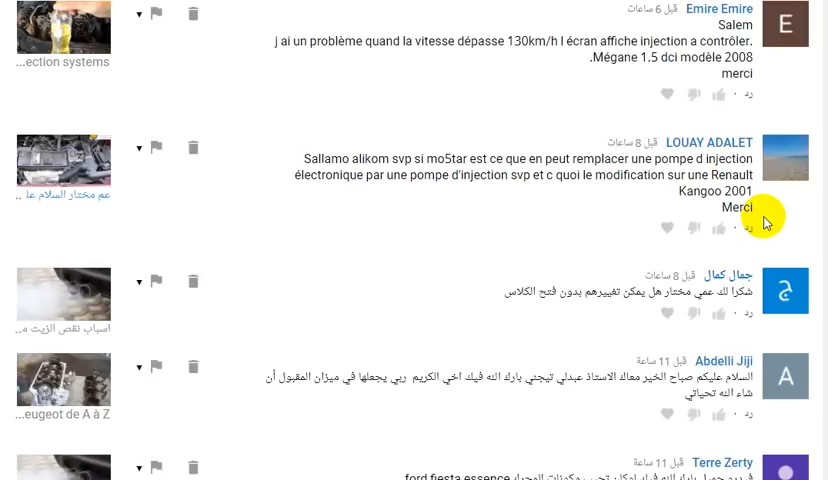 Emire Emire قبل 6 ساعات
Salem
j ai un problème quand la vitesse dépasse 130km/h l écran affiche injection a contrôler.
.Mégane 1.5 dci modèle 2008
merci
رد
...ection systems
LOUAY ADALET قبل 8 ساعات
Sallamo alikom svp si mo5tar est ce que en peut remplacer une pompe d injection
électronique par une pompe d'injection svp et c quoi le modification sur une Renault
Kangoo 2001
Merci
رد
عم مختار السلام علـ ..
جمال كمال قبل 8 ساعات
شكرا لك عمي مختار هل يمكن تغييرهم بدون فتح الكلاس
رد
اسباب نقص الزيت مـ..
Abdelli Jiji قبل 11 ساعة
السلام عليكم صباح الخير معاك الاستاذ عبدلي تيجني بارك الله فيك اخي الكريم ربي يجعلها في ميزان المقبول أن
شاء الله تحياتي
رد
...eugeot de A à Z
Terre Zerty قبل 11 ساعة
ford fiesta essence
E
ج
A